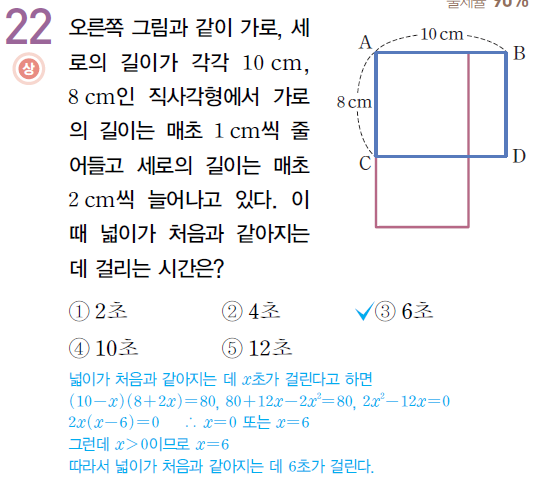 출제율 90%
22
상
오른쪽 그림과 같이 가로, 세
로의 길이가 각각 10 cm,
8 cm인 직사각형에서 가로
의 길이는 매초 1 cm씩 줄
어들고 세로의 길이는 매초
2 cm씩 늘어나고 있다. 이
때 넓이가 처음과 같아지는
데 걸리는 시간은?
A
10 cm
B
8 cm
C
D
① 2초 ② 4초 ③ 6초
④ 10초 ⑤ 12초
넓이가 처음과 같아지는 데 x초가 걸린다고 하면
(10-x)(8+2x)=80, 80+12x-2x²=80, 2x²-12x=0
2x(x-6)=0 ∴ x=0 또는 x=6
그런데 x>0이므로 x=6
따라서 넓이가 처음과 같아지는 데 6초가 걸린다.